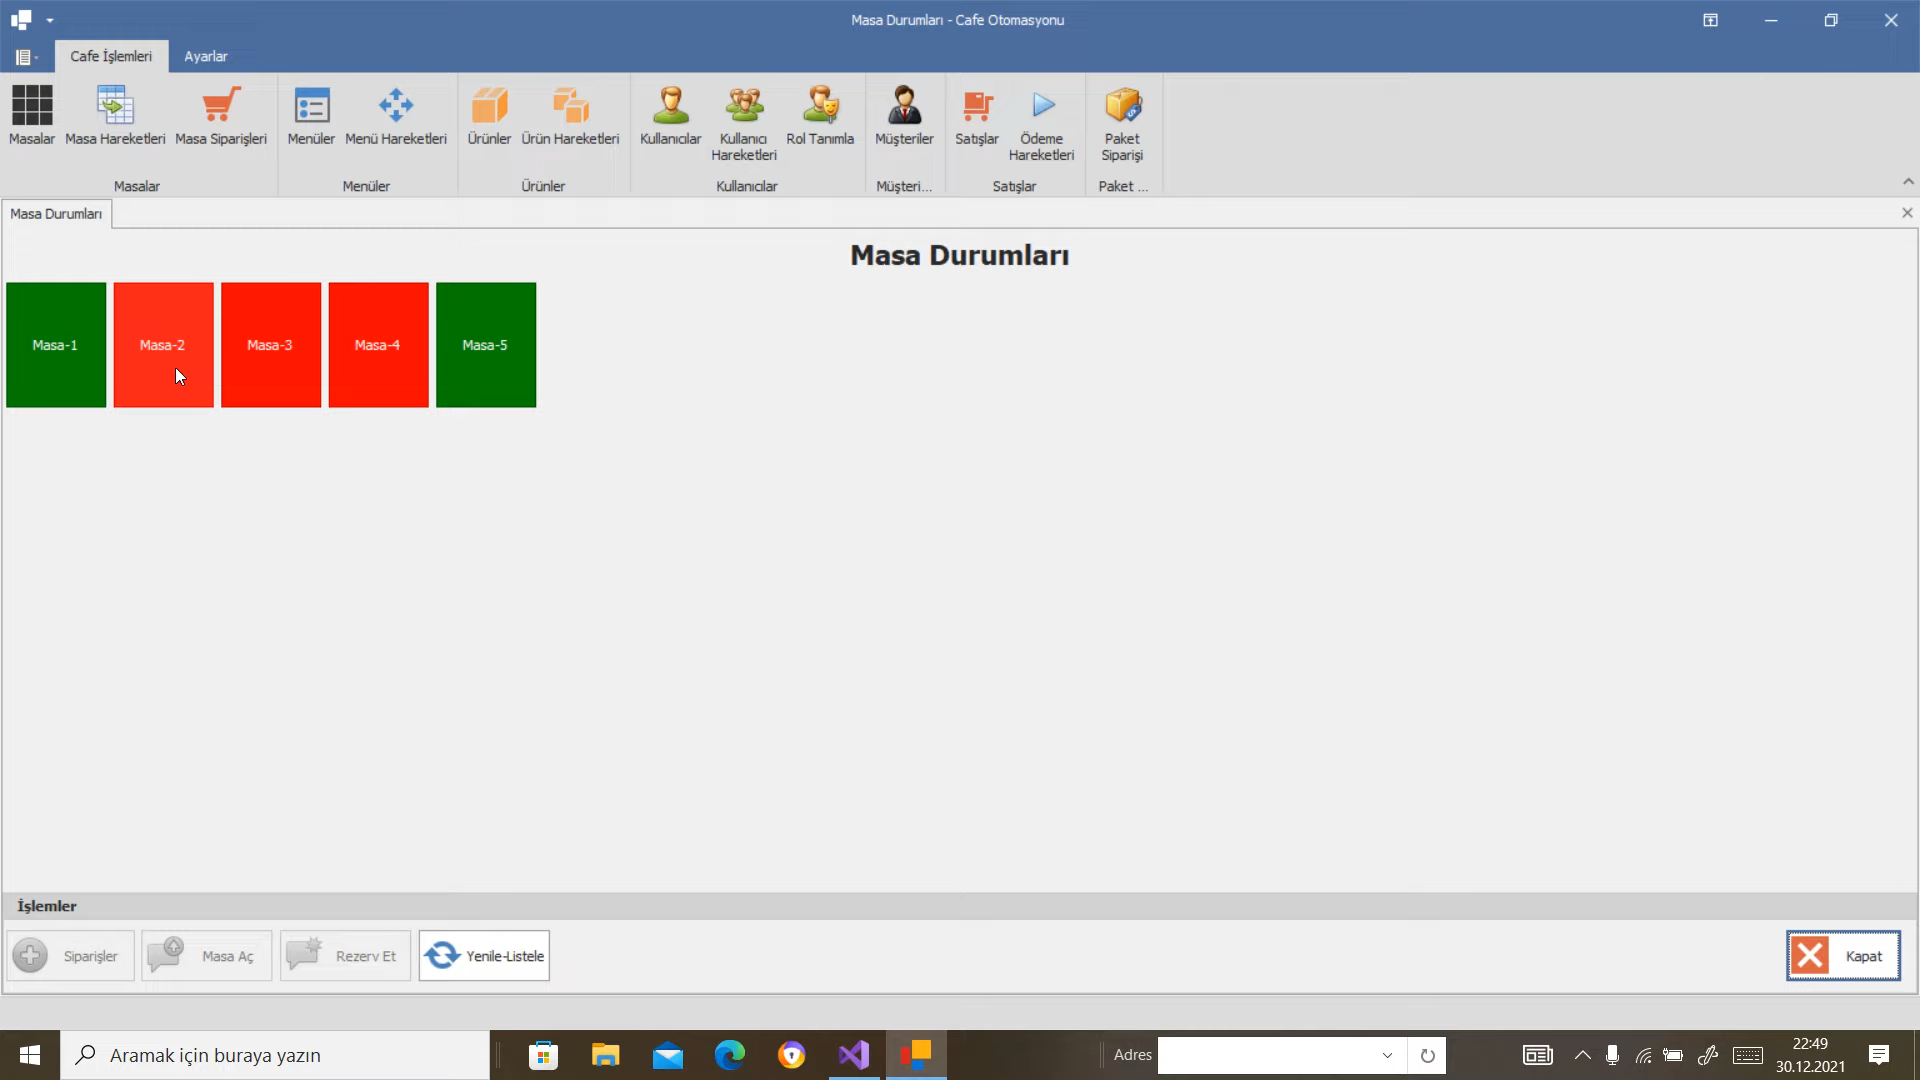 Masa Durumları - Cafe Otomasyonu
Cafe İşlemleri
Ayarlar
Masalar
Masa Hareketleri
Masa Siparişleri
Menüler
Menü Hareketleri
Ürünler
Ürün Hareketleri
Kullanıcılar
Kullanıcı
Hareketleri
Rol Tanımla
Müşteriler
Satışlar
Ödeme
Hareketleri
Paket
Siparişi
Masalar
Menüler
Ürünler
Kullanıcılar
Müşteri...
Satışlar
Paket ...
Masa Durumları
Masa Durumları
Masa-1
Masa-2
Masa-3
Masa-4
Masa-5
İşlemler
Siparişler
Masa Aç
Rezerv Et
Yenile-Listele
Kapat
Aramak için buraya yazın
Adres
22:49
30.12.2021